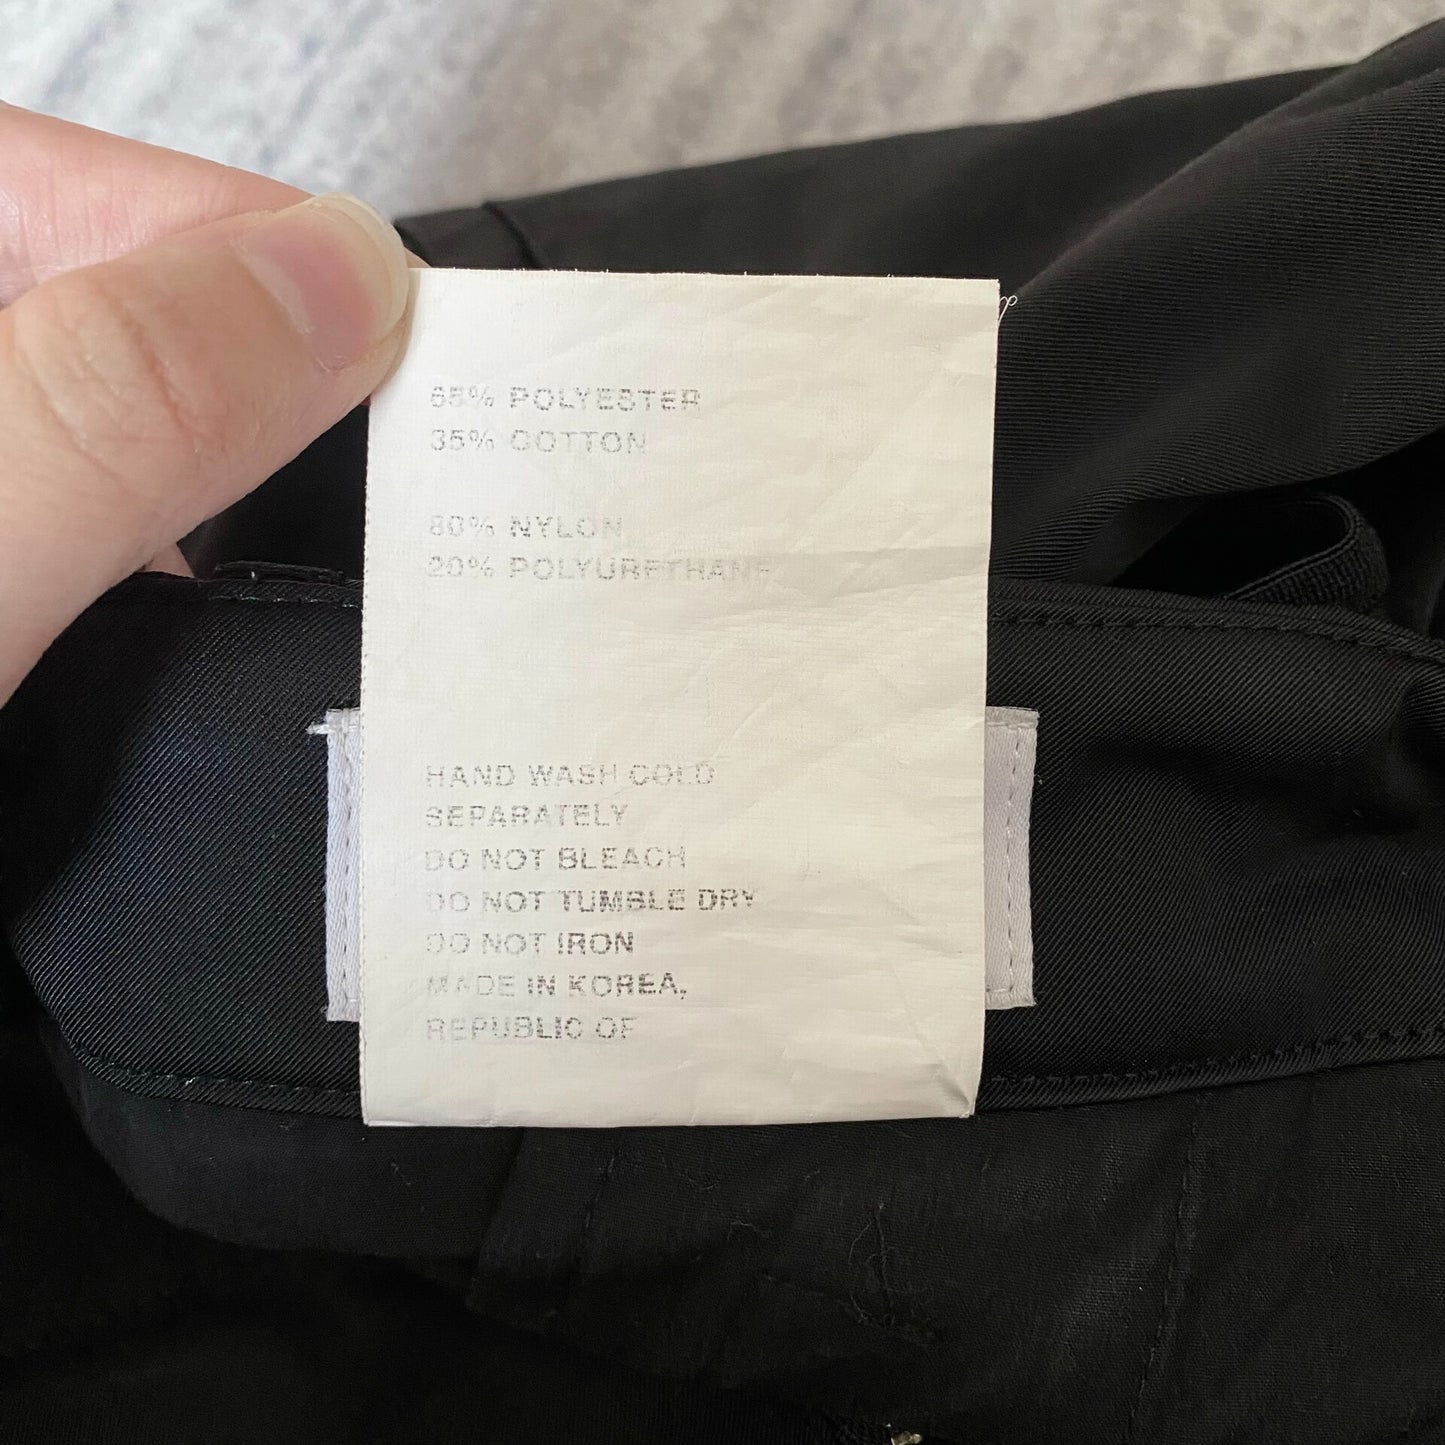 65% POLYESTER
35% COTTON
80% NYLON
20% POLYURETHANE
HAND WASH COLD
SEPARATELY
DO NOT BLEACH
DO NOT TUMBLE DRY
DO NOT IRON
MADE IN KOREA,
REPUBLIC OF